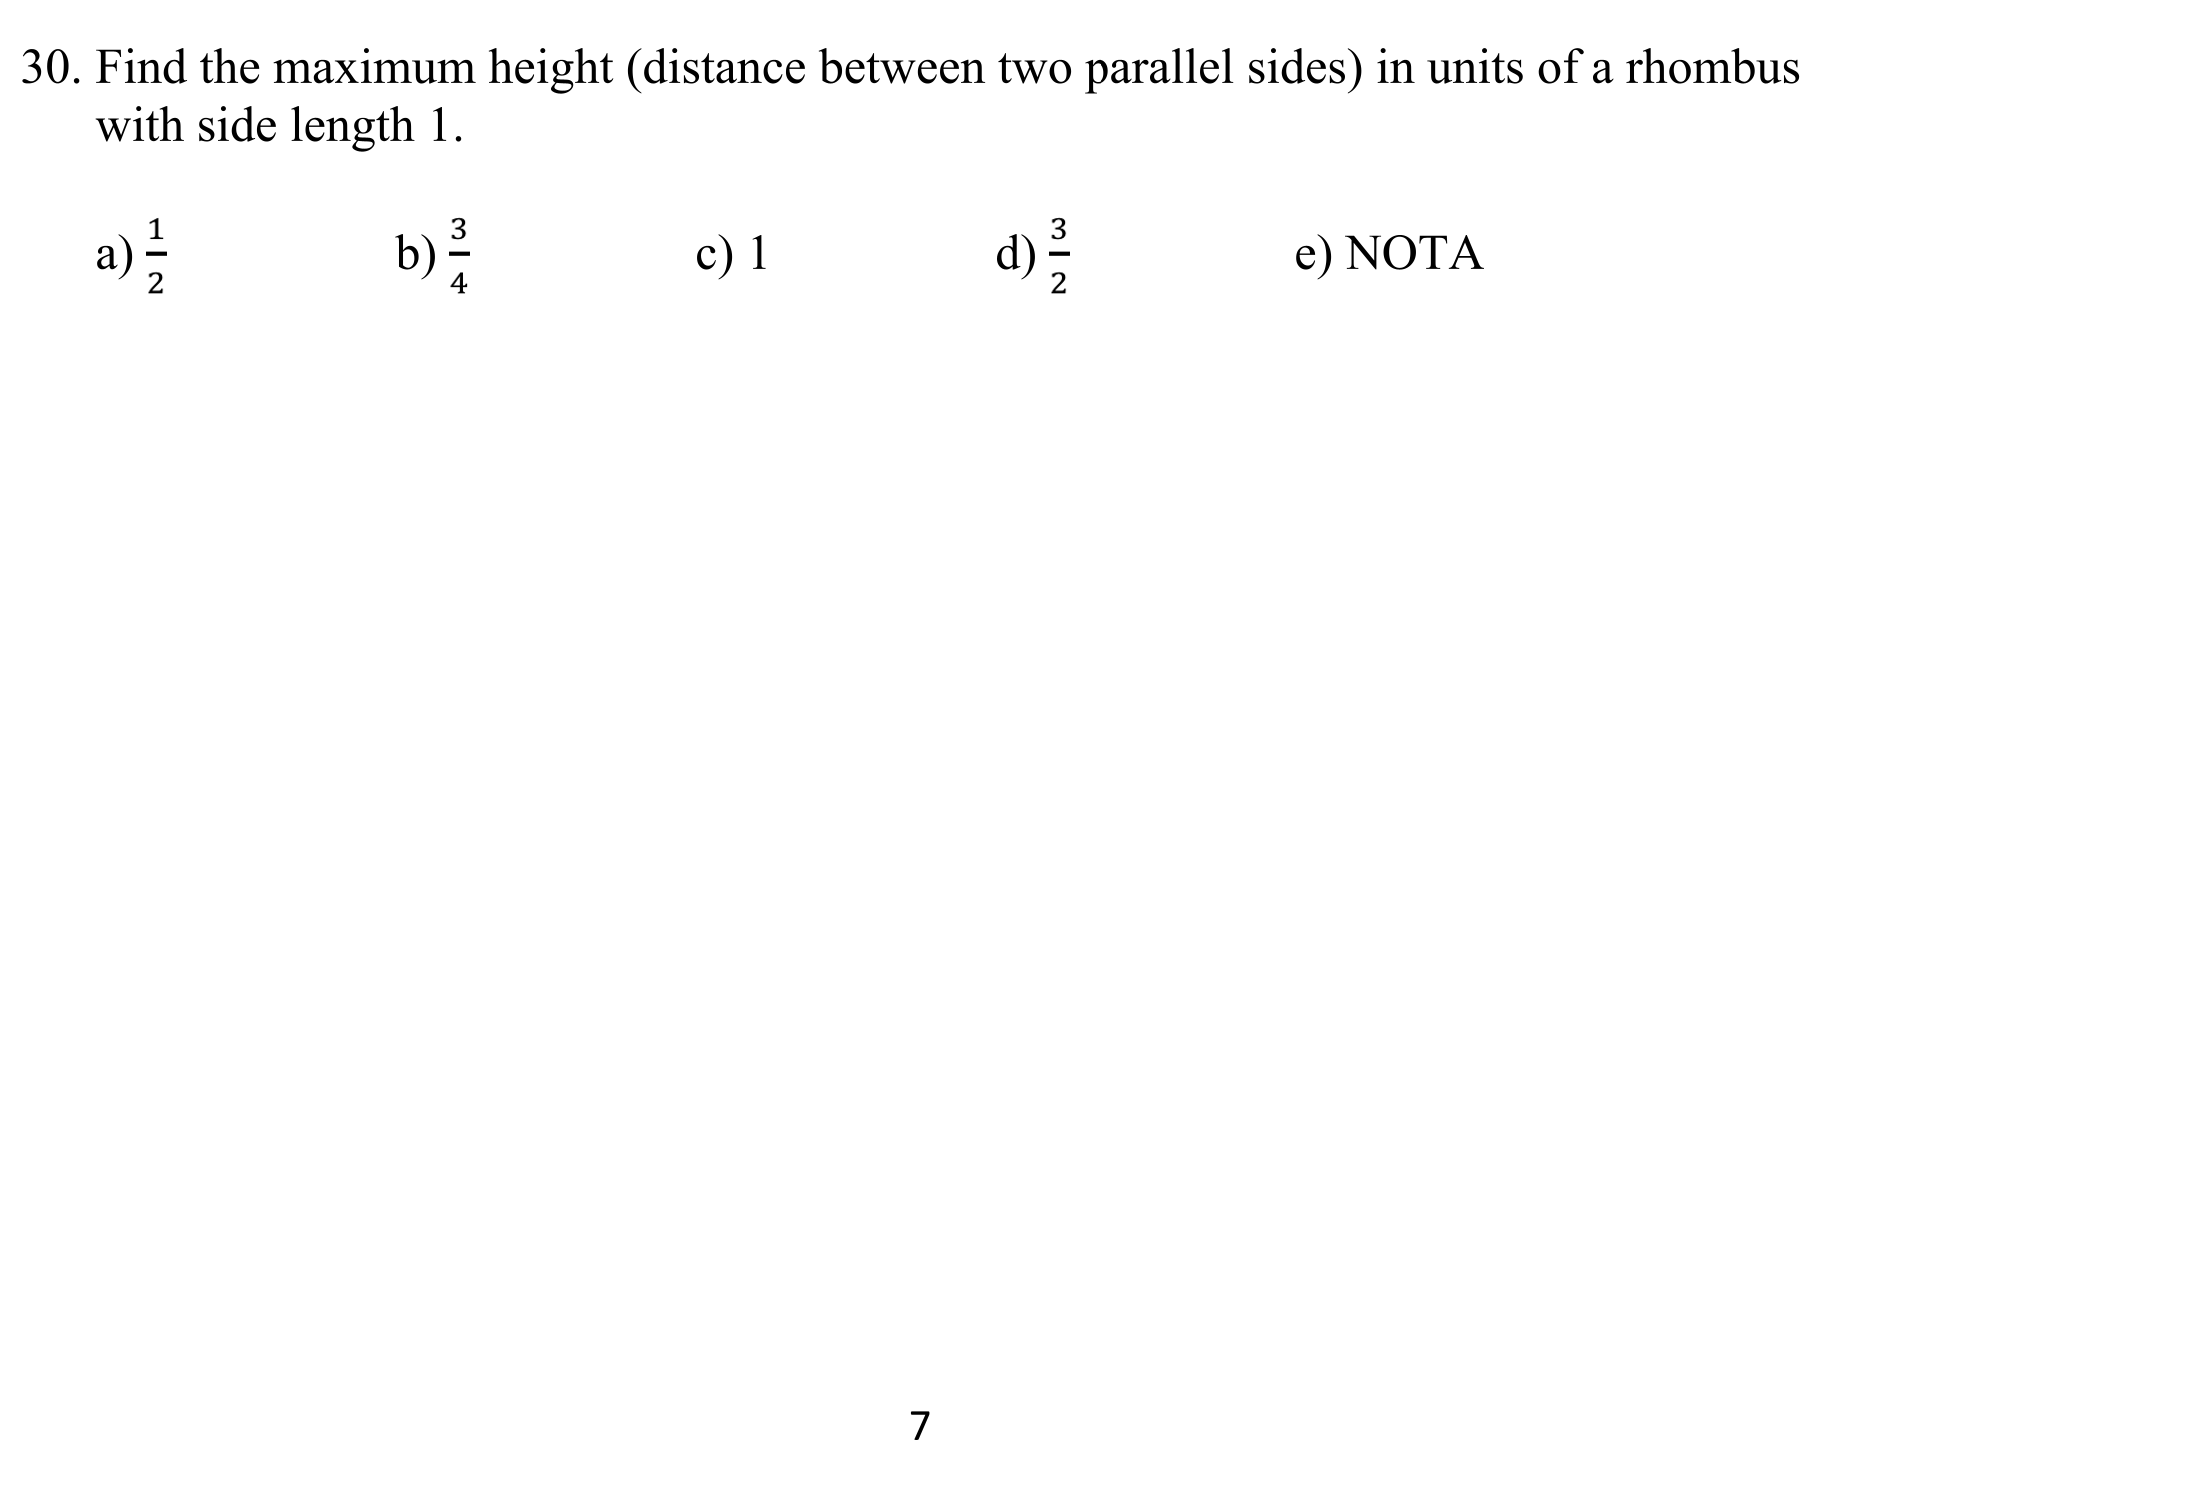 30. Find the maximum height (distance between two parallel sides) in units of a rhombus
with side length 1.
a) 1/2 b) 3/4 c) 1 d) 3/2 e) NOTA
7